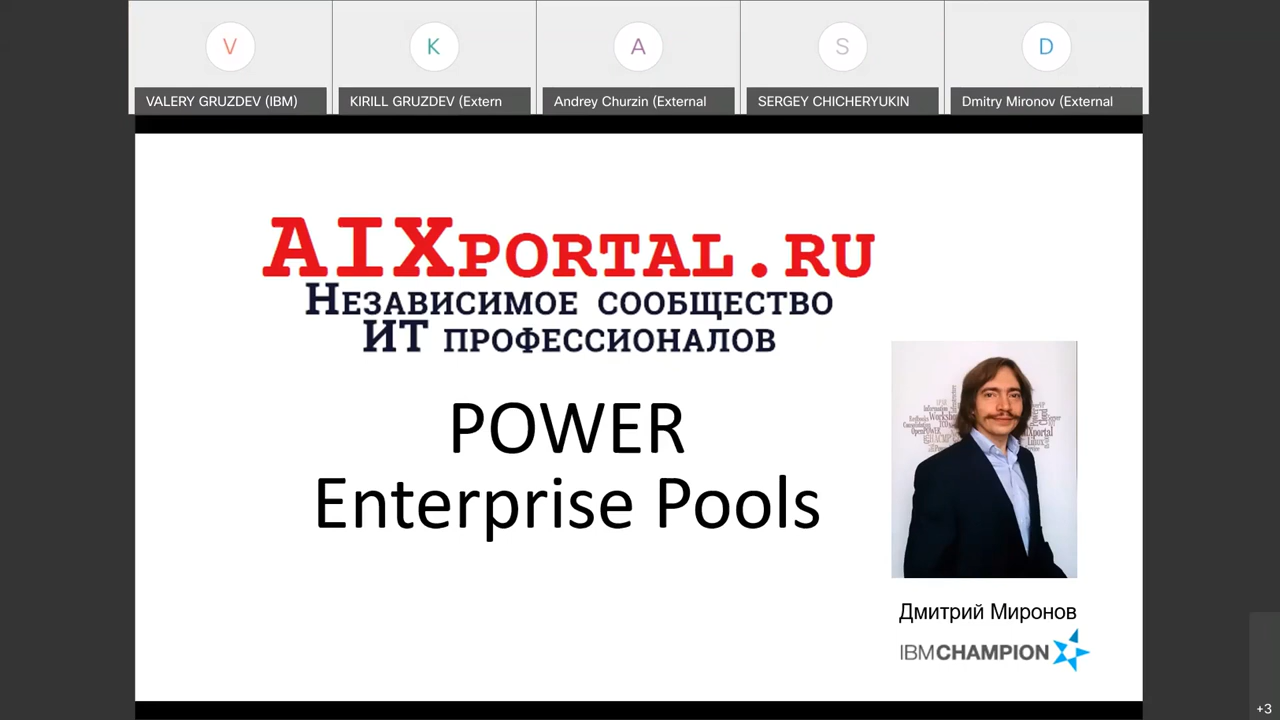 V
K
A
S
D
VALERY GRUZDEV (IBM)
KIRILL GRUZDEV (Extern
Andrey Churzin (External
SERGEY CHICHERYUKIN
Dmitry Mironov (External
AIXPORTAL.RU
НЕЗАВИСИМОЕ СООБЩЕСТВО
ИТ ПРОФЕССИОНАЛОВ
POWER
Enterprise Pools
Дмитрий Миронов
IBMCHAMPION
+3